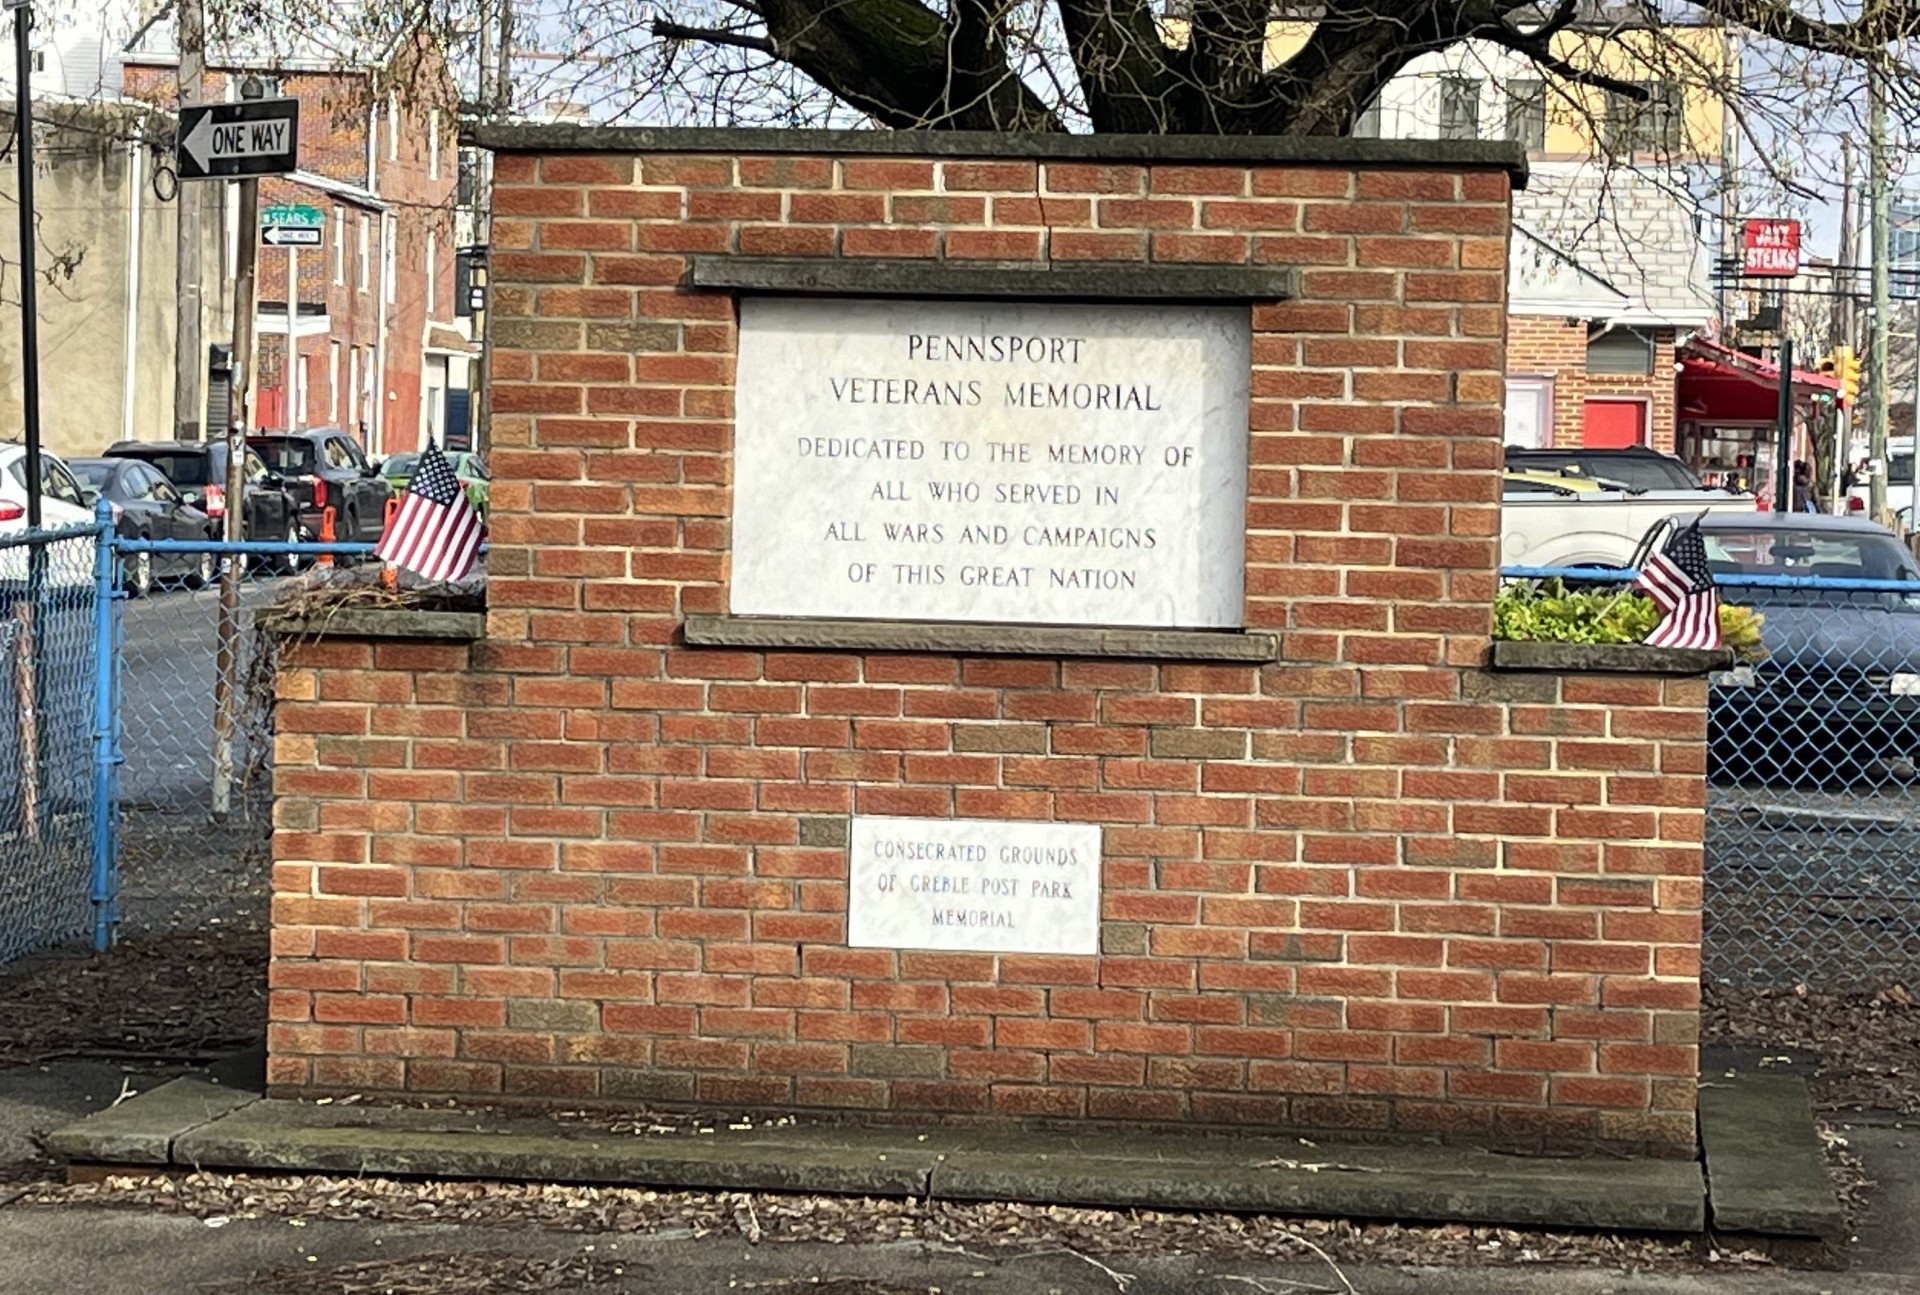 ONE WAY
SEARS ST
ONE WAY
STEAKS
PENNSPORT
VETERANS MEMORIAL
DEDICATED TO THE MEMORY OF
ALL WHO SERVED IN
ALL WARS AND CAMPAIGNS
OF THIS GREAT NATION
CONSECRATED GROUNDS
OF GREBLE POST PARK
MEMORIAL